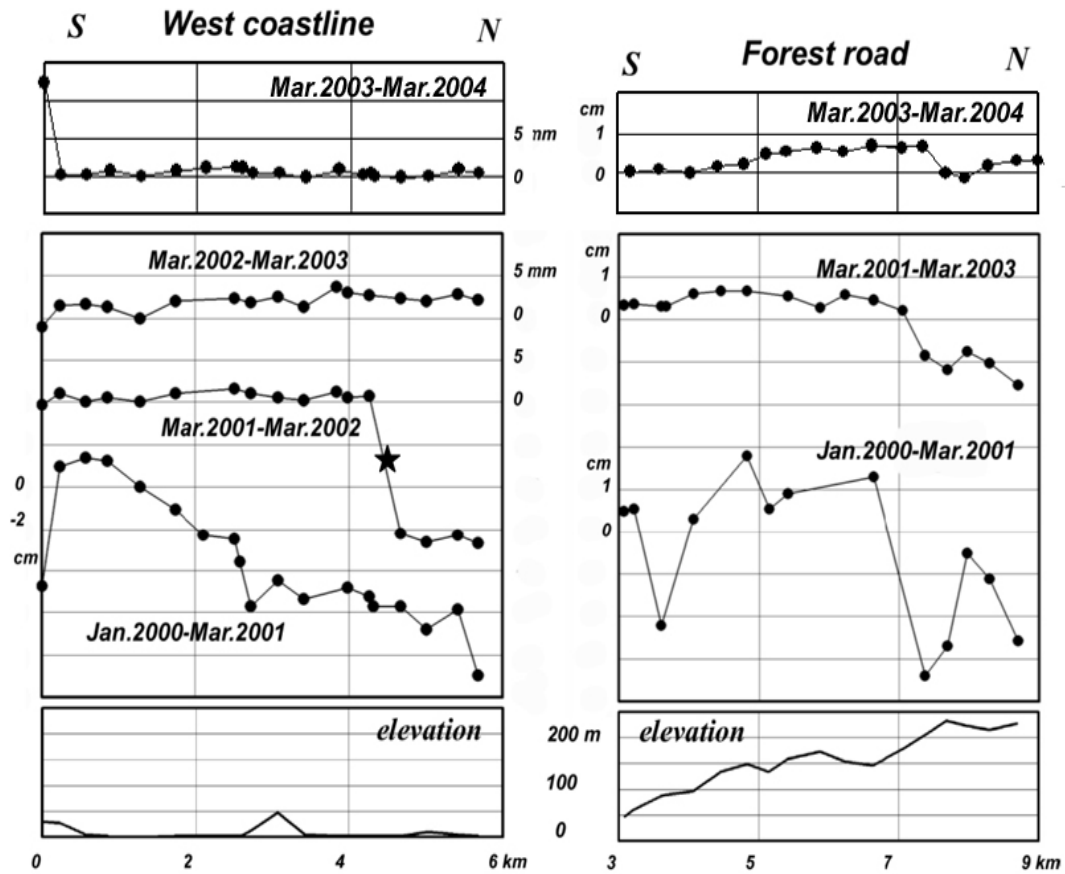 S West coastline N
Mar.2003-Mar.2004
5 mm
0
Mar.2002-Mar.2003
5 mm
0
5
0
Mar.2001-Mar.2002
0
-2
cm
Jan.2000-Mar.2001
elevation
0 2 4 6 km
S Forest road N
cm
1
0
Mar.2003-Mar.2004
cm
1
0
Mar.2001-Mar.2003
cm
1
0
Jan.2000-Mar.2001
200 m
100
0
elevation
3 5 7 9 km